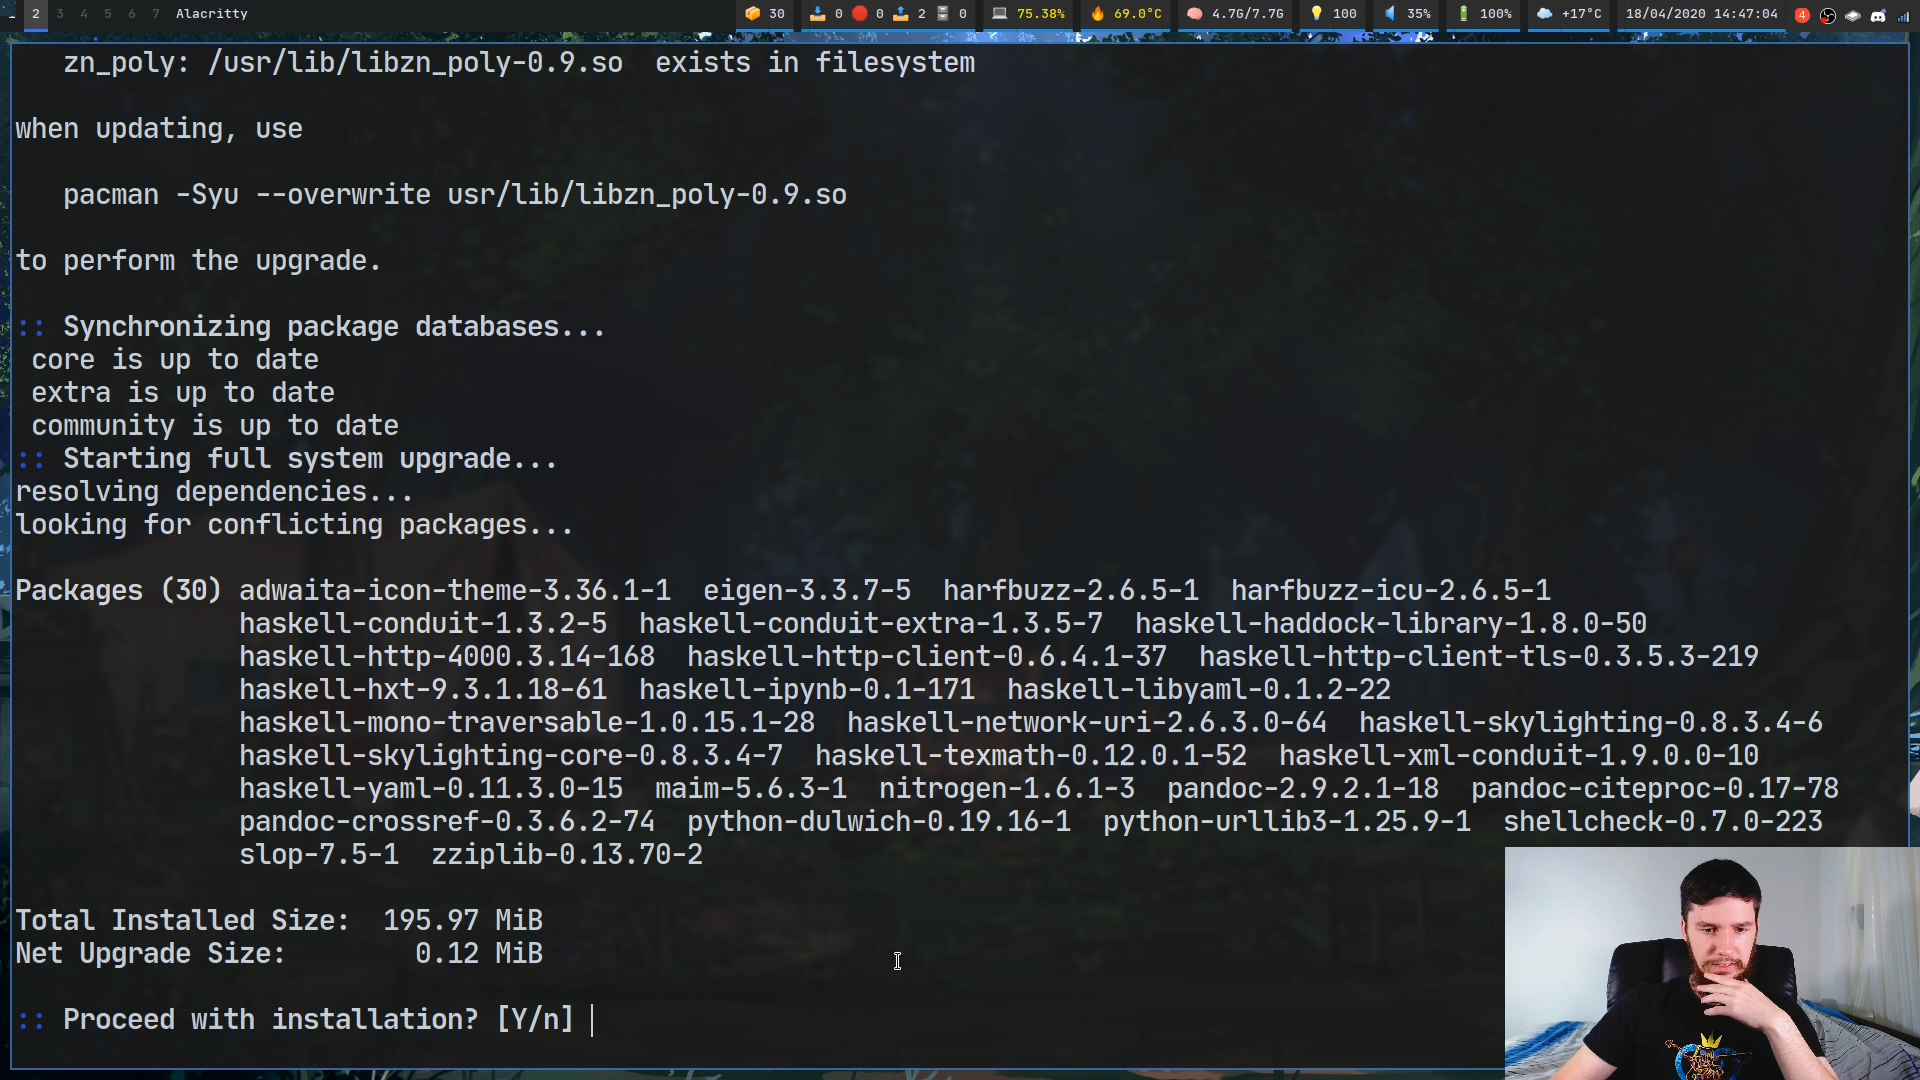 2 3 4 5 6 7 Alacritty 30 0 0 2 0 75.38% 69.0°C 4.7G/7.7G 100 35% 100% +17°C 18/04/2020 14:47:04 4
zn_poly: /usr/lib/libzn_poly-0.9.so  exists in filesystem
when updating, use
pacman -Syu --overwrite usr/lib/libzn_poly-0.9.so
to perform the upgrade.
:: Synchronizing package databases...
core is up to date
extra is up to date
community is up to date
:: Starting full system upgrade...
resolving dependencies...
looking for conflicting packages...
Packages (30) adwaita-icon-theme-3.36.1-1  eigen-3.3.7-5  harfbuzz-2.6.5-1  harfbuzz-icu-2.6.5-1
haskell-conduit-1.3.2-5  haskell-conduit-extra-1.3.5-7  haskell-haddock-library-1.8.0-50
haskell-http-4000.3.14-168  haskell-http-client-0.6.4.1-37  haskell-http-client-tls-0.3.5.3-219
haskell-hxt-9.3.1.18-61  haskell-ipynb-0.1-171  haskell-libyaml-0.1.2-22
haskell-mono-traversable-1.0.15.1-28  haskell-network-uri-2.6.3.0-64  haskell-skylighting-0.8.3.4-6
haskell-skylighting-core-0.8.3.4-7  haskell-texmath-0.12.0.1-52  haskell-xml-conduit-1.9.0.0-10
haskell-yaml-0.11.3.0-15  maim-5.6.3-1  nitrogen-1.6.1-3  pandoc-2.9.2.1-18  pandoc-citeproc-0.17-78
pandoc-crossref-0.3.6.2-74  python-dulwich-0.19.16-1  python-urllib3-1.25.9-1  shellcheck-0.7.0-223
slop-7.5-1  zziplib-0.13.70-2
Total Installed Size:  195.97 MiB
Net Upgrade Size:        0.12 MiB
:: Proceed with installation? [Y/n]